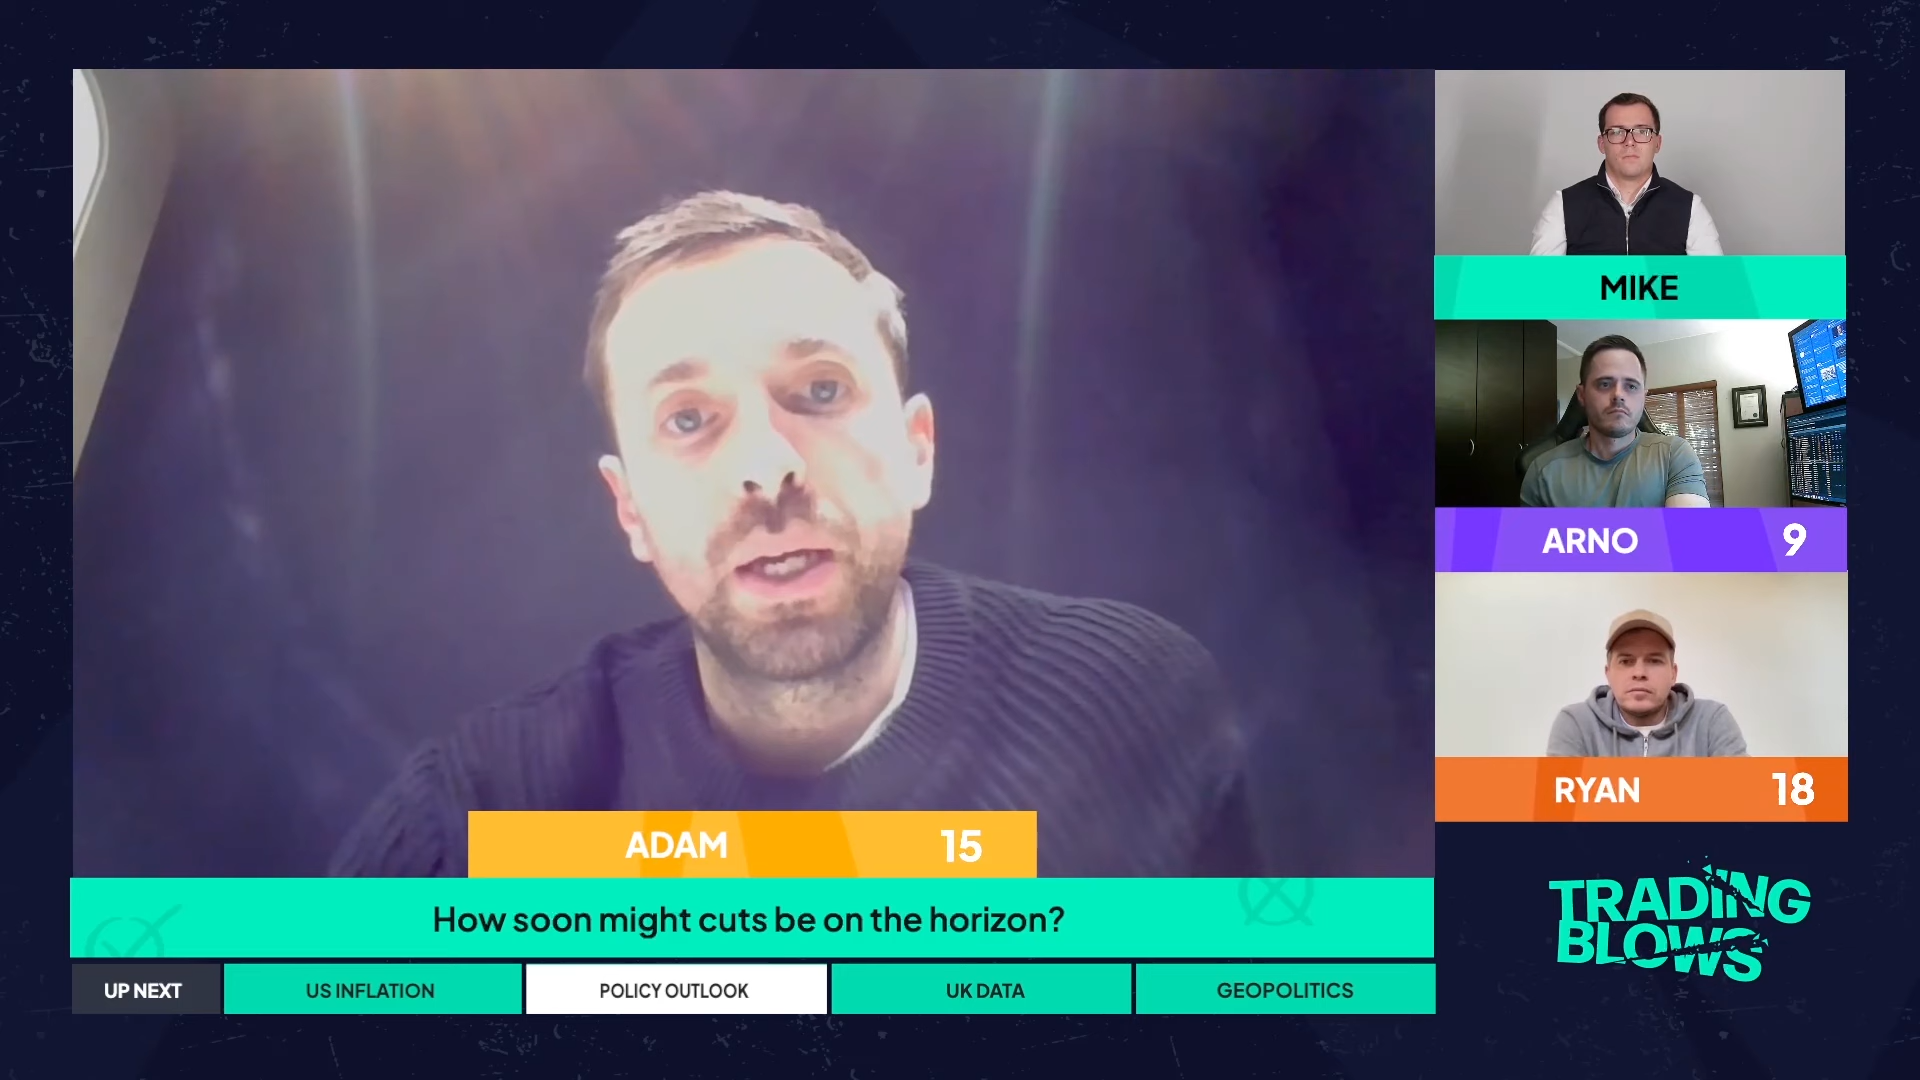 MIKE
ARNO 9
RYAN 18
ADAM 15
How soon might cuts be on the horizon?
UP NEXT US INFLATION POLICY OUTLOOK UK DATA GEOPOLITICS
TRADING
BLOWS